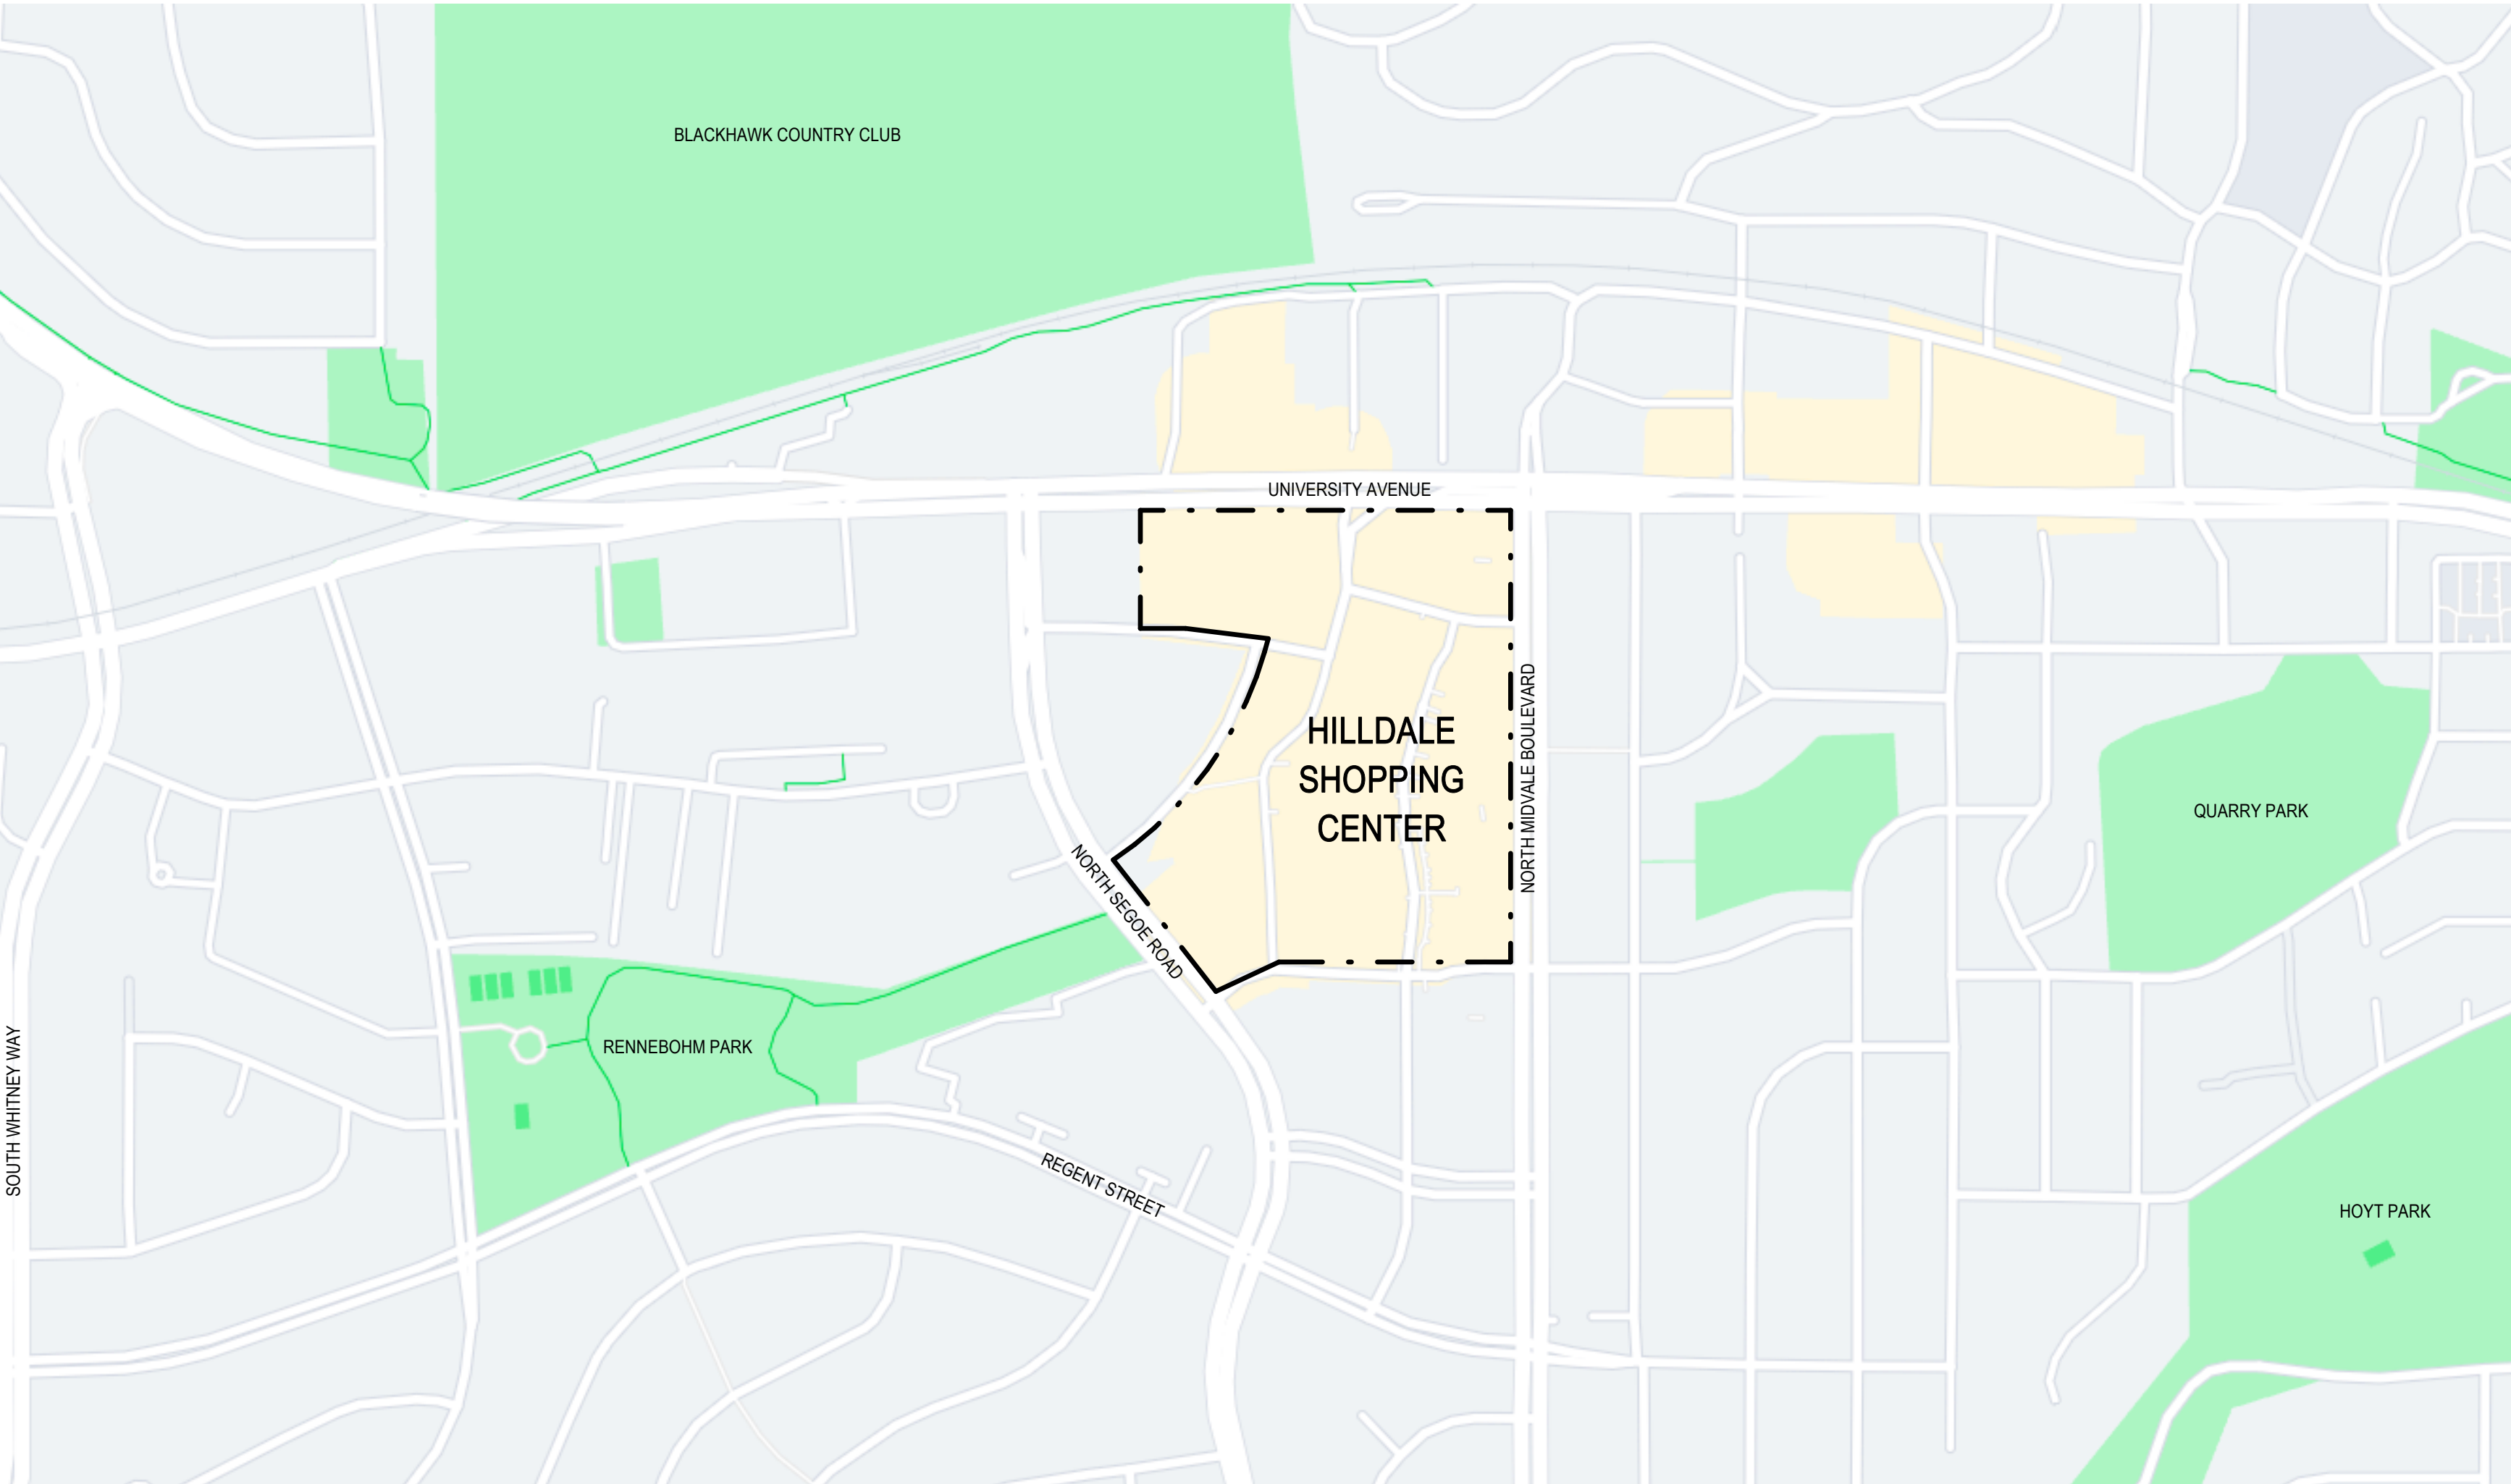 BLACKHAWK COUNTRY CLUB
UNIVERSITY AVENUE
HILLDALE
SHOPPING
CENTER
NORTH MIDVALE BOULEVARD
QUARRY PARK
NORTH SEGOE ROAD
RENNEBOHM PARK
SOUTH WHITNEY WAY
REGENT STREET
HOYT PARK